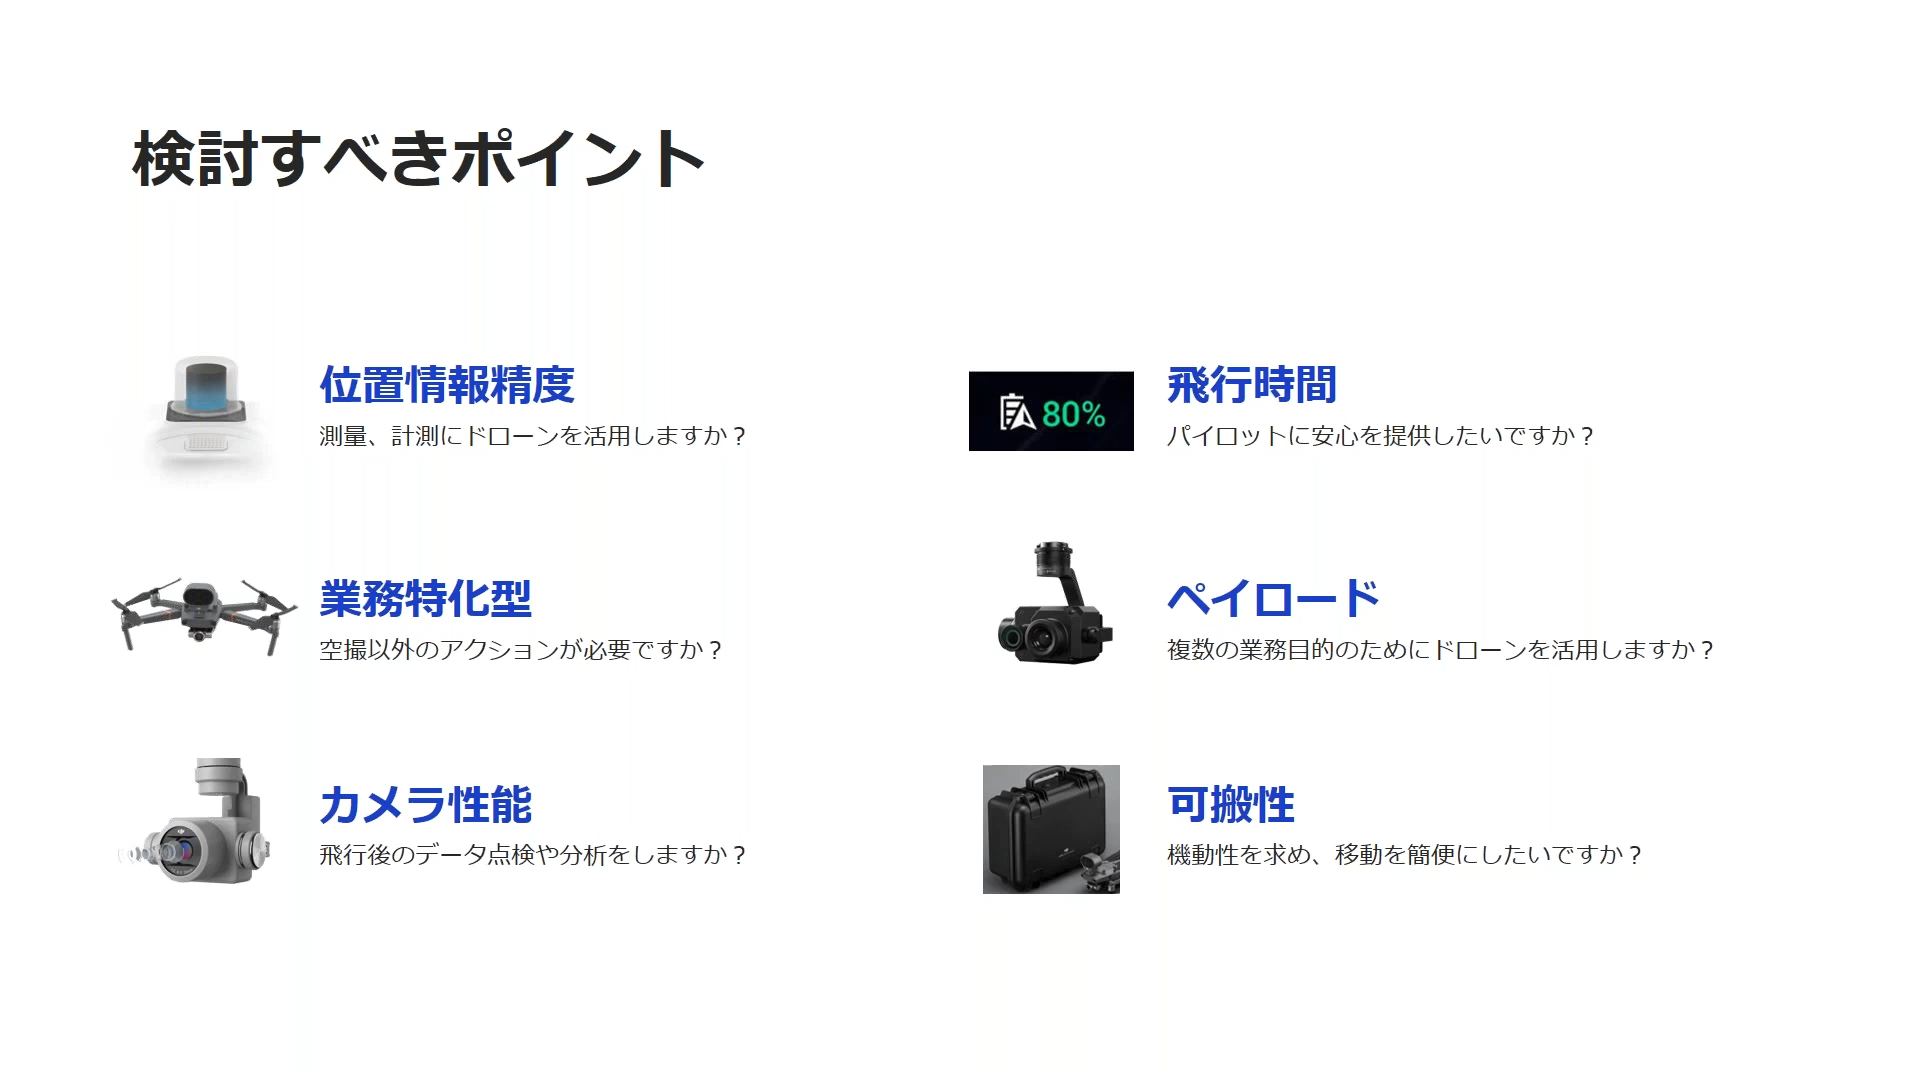 検討すべきポイント
位置情報精度
測量、計測にドローンを活用しますか？
飛行時間
パイロットに安心を提供したいですか？
80%
業務特化型
空撮以外のアクションが必要ですか？
ペイロード
複数の業務目的のためにドローンを活用しますか？
カメラ性能
飛行後のデータ点検や分析をしますか？
可搬性
機動性を求め、移動を簡便にしたいですか？